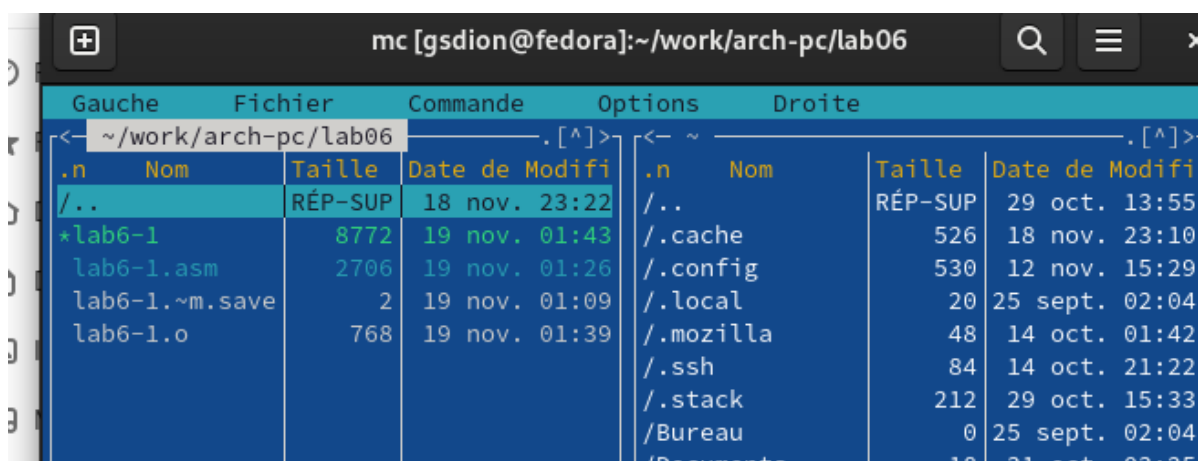 mc [gsdion@fedora]:~/work/arch-pc/lab06
Gauche Fichier Commande Options Droite
<─ ~/work/arch-pc/lab06 ─.[^]>
.n Nom Taille Date de Modifi
/.. RÉP-SUP 18 nov. 23:22
*lab6-1 8772 19 nov. 01:43
lab6-1.asm 2706 19 nov. 01:26
lab6-1.~m.save 2 19 nov. 01:09
lab6-1.o 768 19 nov. 01:39
<─ ~ ─.[^]>
.n Nom Taille Date de Modifi
/.. RÉP-SUP 29 oct. 13:55
/.cache 526 18 nov. 23:10
/.config 530 12 nov. 15:29
/.local 20 25 sept. 02:04
/.mozilla 48 14 oct. 01:42
/.ssh 84 14 oct. 21:22
/.stack 212 29 oct. 15:33
/Bureau 0 25 sept. 02:04